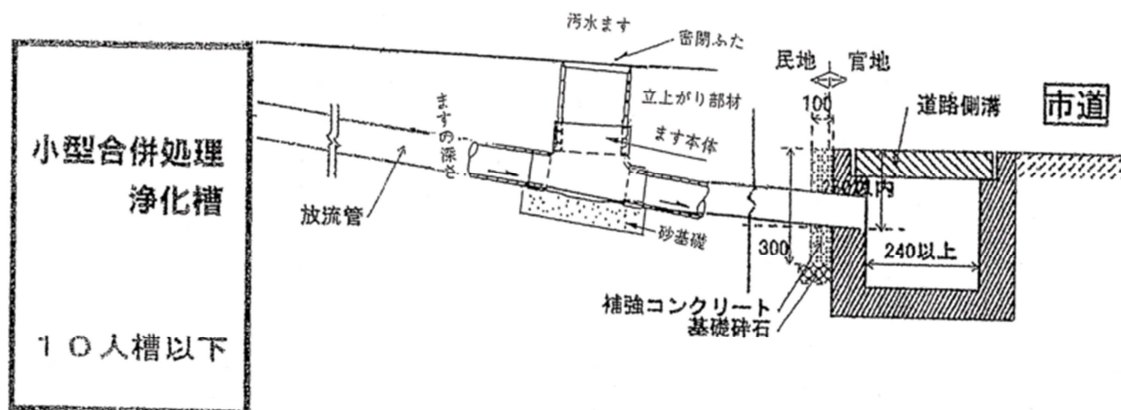 汚水ます
密閉ふた
民地
官地
100
道路側溝
市道
立上がり部材
ますの深さ
ます本体
小型合併処理
浄化槽
放流管
以内
砂基礎
300
240以上
補強コンクリート
基礎砕石
10人槽以下